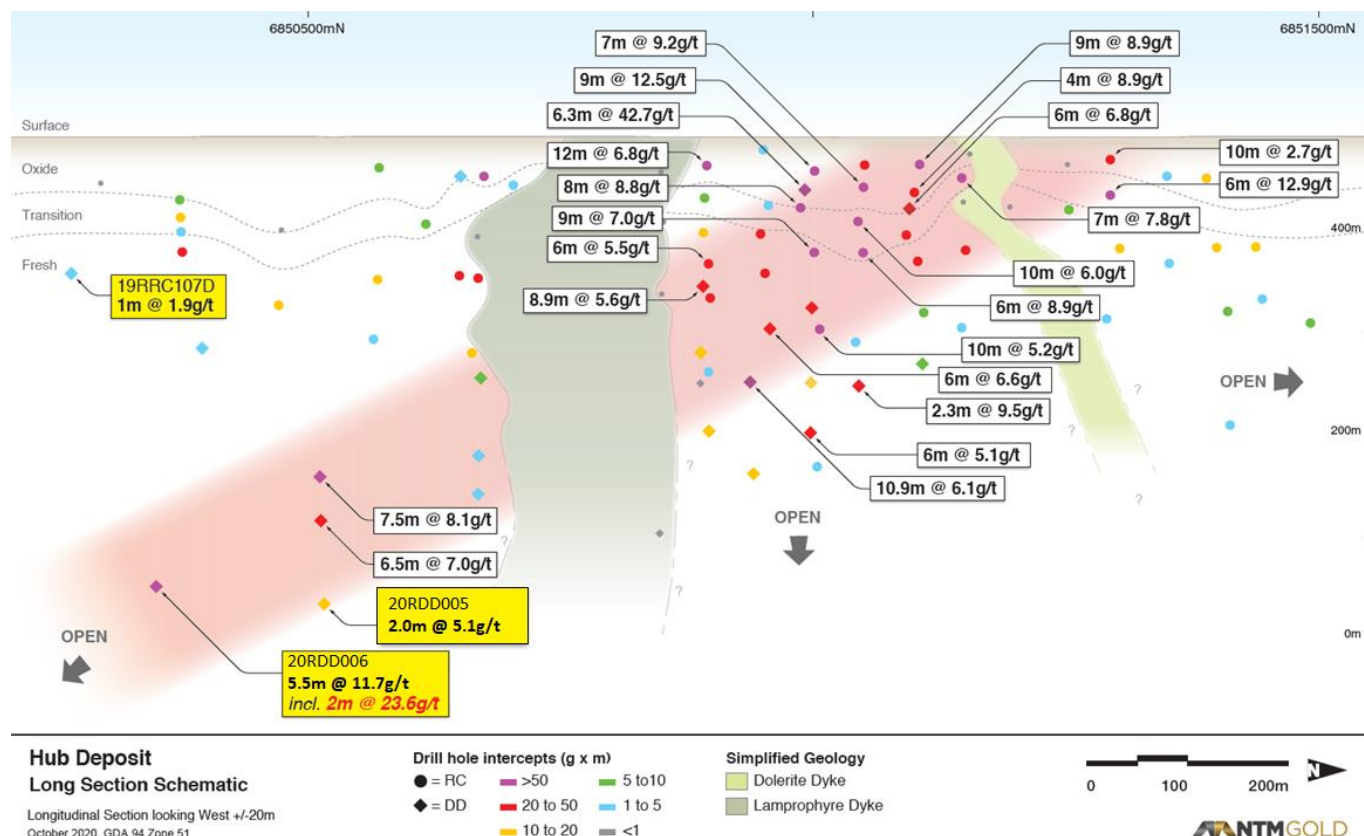 6850500mN
6851500mN
7m @ 9.2g/t
9m @ 8.9g/t
9m @ 12.5g/t
4m @ 8.9g/t
6.3m @ 42.7g/t
6m @ 6.8g/t
Surface
12m @ 6.8g/t
10m @ 2.7g/t
Oxide
8m @ 8.8g/t
6m @ 12.9g/t
Transition
9m @ 7.0g/t
7m @ 7.8g/t
400m
6m @ 5.5g/t
Fresh
10m @ 6.0g/t
19RRC107D
1m @ 1.9g/t
8.9m @ 5.6g/t
6m @ 8.9g/t
10m @ 5.2g/t
6m @ 6.6g/t
OPEN
?
2.3m @ 9.5g/t
?
200m
6m @ 5.1g/t
?
10.9m @ 6.1g/t
?
7.5m @ 8.1g/t
OPEN
?
6.5m @ 7.0g/t
?
20RDD005
2.0m @ 5.1g/t
OPEN
0m
20RDD006
5.5m @ 11.7g/t
incl. 2m @ 23.6g/t
Hub Deposit
Long Section Schematic
Longitudinal Section looking West +/-20m
October 2020, GDA 94 Zone 51
Drill hole intercepts (g x m)
= RC
>50
5 to10
= DD
20 to 50
1 to 5
10 to 20
<1
Simplified Geology
Dolerite Dyke
Lamprophyre Dyke
0 100 200m
N
NTMGOLD